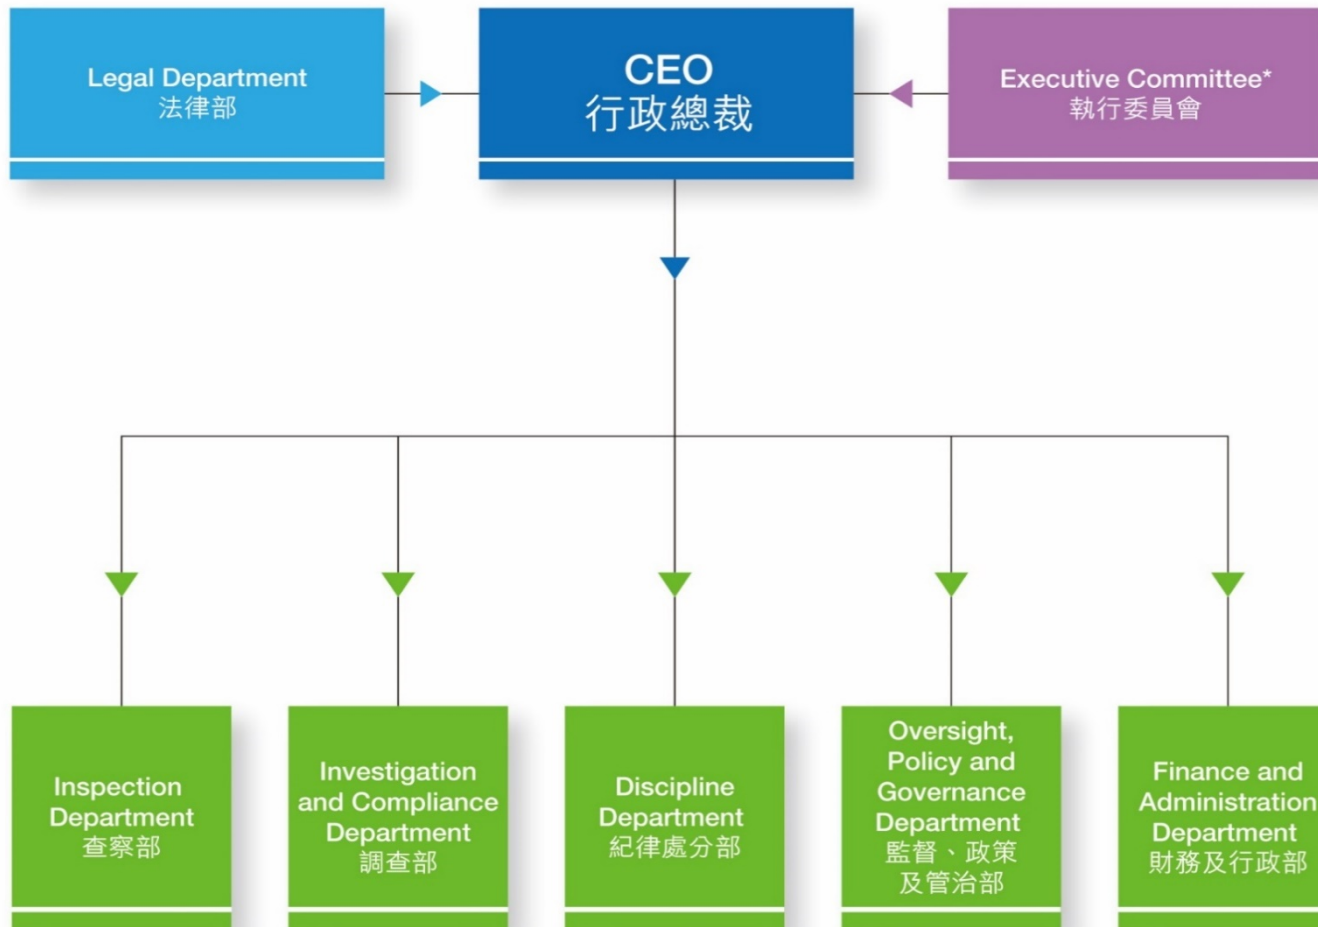 Legal Department
法律部
CEO
行政總裁
Executive Committee*
執行委員會
Inspection
Department
查察部
Investigation
and Compliance
Department
調查部
Discipline
Department
紀律處分部
Oversight,
Policy and
Governance
Department
監督、政策
及管治部
Finance and
Administration
Department
財務及行政部